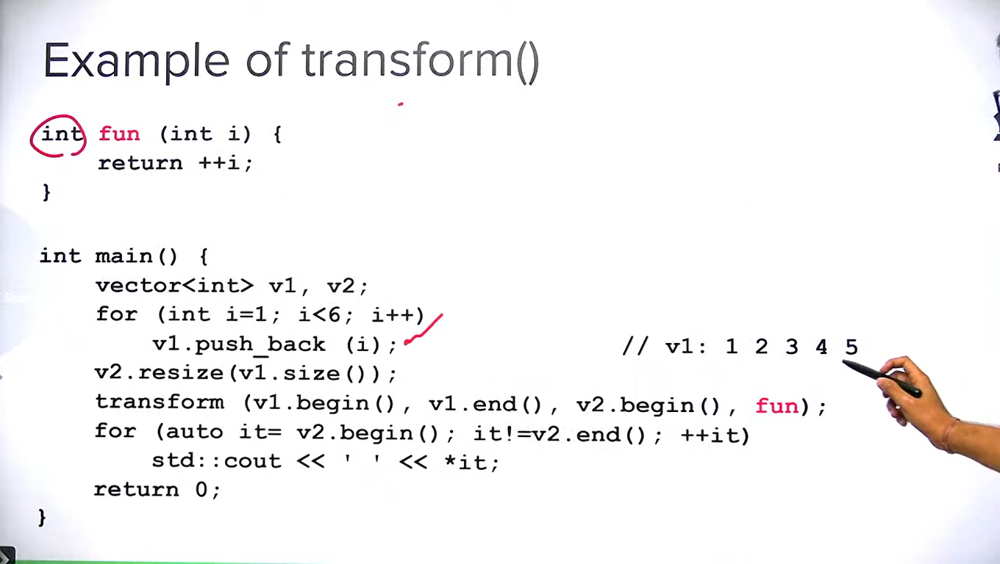 Example of transform()
int fun (int i) {
return ++i;
}
int main() {
vector<int> v1, v2;
for (int i=1; i<6; i++)
v1.push_back (i); // v1: 1 2 3 4 5
v2.resize(v1.size());
transform (v1.begin(), v1.end(), v2.begin(), fun);
for (auto it= v2.begin(); it!=v2.end(); ++it)
std::cout << ' ' << *it;
return 0;
}